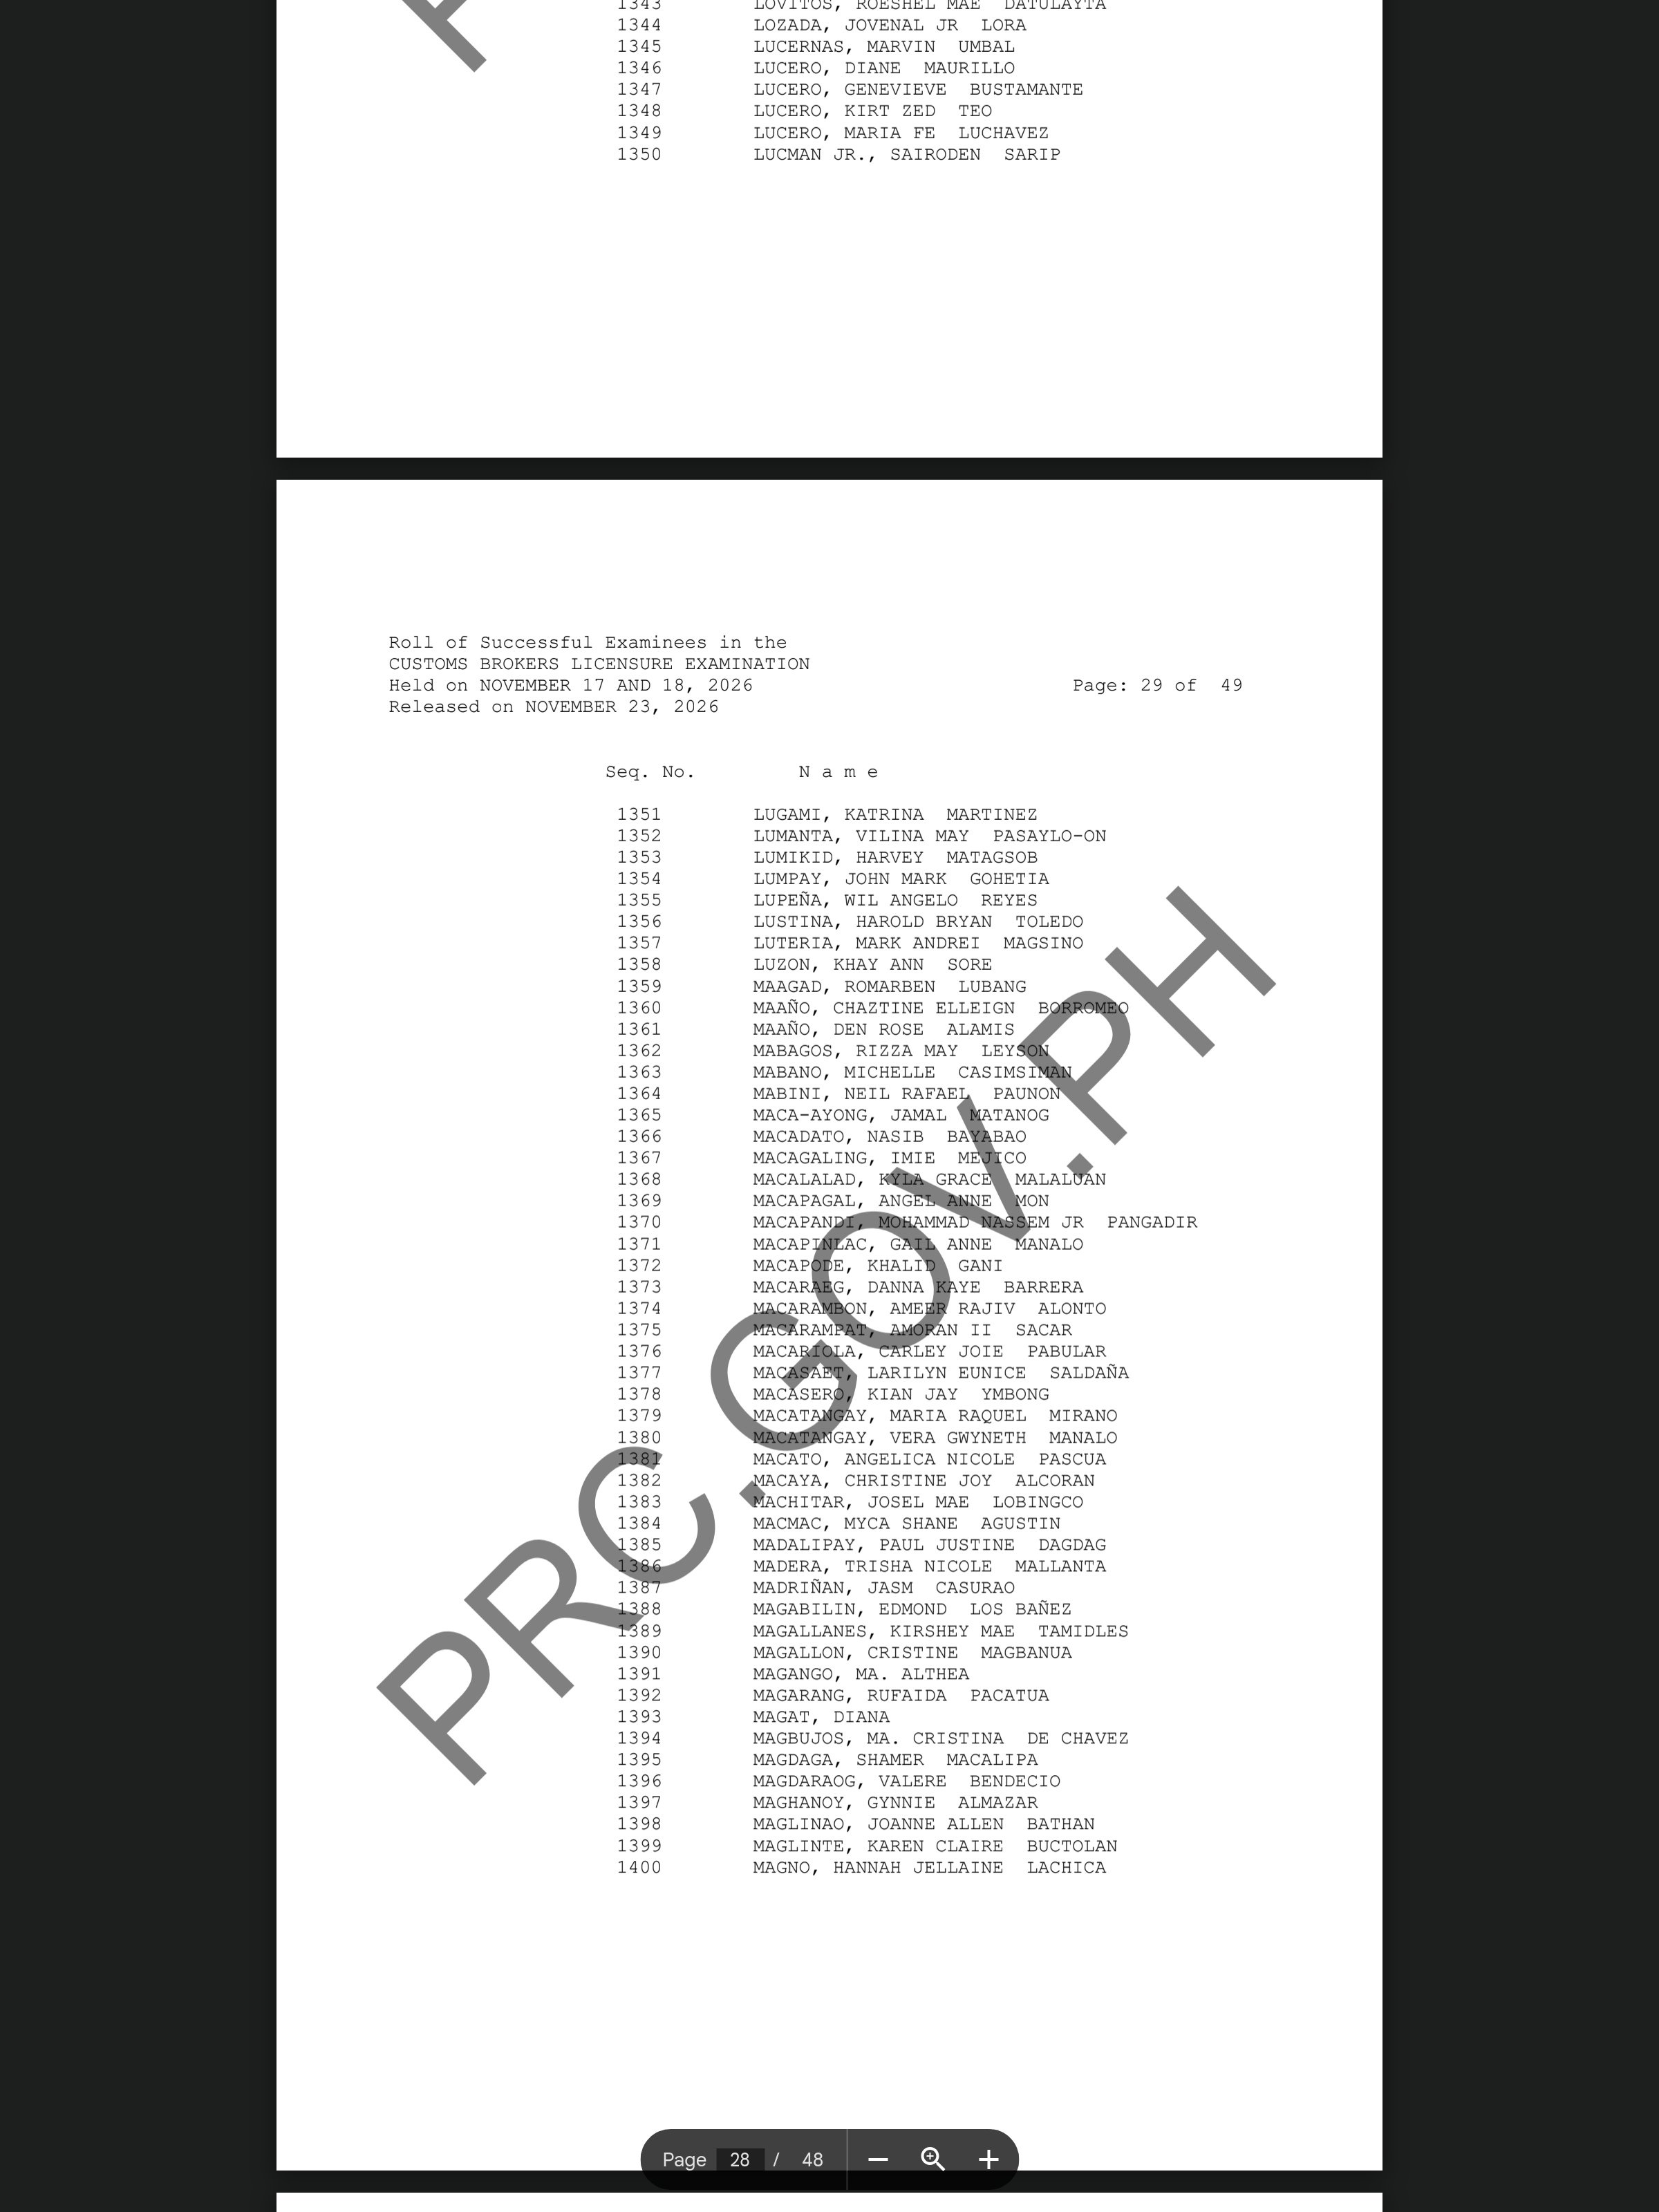 1343 LOVITOS, ROESHEL MAE DATULAYTA
1344 LOZADA, JOVENAL JR LORA
1345 LUCERNAS, MARVIN UMBAL
1346 LUCERO, DIANE MAURILLO
1347 LUCERO, GENEVIEVE BUSTAMANTE
1348 LUCERO, KIRT ZED TEO
1349 LUCERO, MARIA FE LUCHAVEZ
1350 LUCMAN JR., SAIRODEN SARIP
Roll of Successful Examinees in the
CUSTOMS BROKERS LICENSURE EXAMINATION
Held on NOVEMBER 17 AND 18, 2026 Page: 29 of 49
Released on NOVEMBER 23, 2026
Seq. No. N a m e
1351 LUGAMI, KATRINA MARTINEZ
1352 LUMANTA, VILINA MAY PASAYLO-ON
1353 LUMIKID, HARVEY MATAGSOB
1354 LUMPAY, JOHN MARK GOHETIA
1355 LUPEÑA, WIL ANGELO REYES
1356 LUSTINA, HAROLD BRYAN TOLEDO
1357 LUTERIA, MARK ANDREI MAGSINO
1358 LUZON, KHAY ANN SORE
1359 MAAGAD, ROMARBEN LUBANG
1360 MAAÑO, CHAZTINE ELLEIGN BORROMEO
1361 MAAÑO, DEN ROSE ALAMIS
1362 MABAGOS, RIZZA MAY LEYSON
1363 MABANO, MICHELLE CASIMSIMAN
1364 MABINI, NEIL RAFAEL PAUNON
1365 MACA-AYONG, JAMAL MATANOG
1366 MACADATO, NASIB BAYABAO
1367 MACAGALING, IMIE MEJICO
1368 MACALALAD, KYLA GRACE MALALUAN
1369 MACAPAGAL, ANGEL ANNE MON
1370 MACAPANDI, MOHAMMAD NASSEM JR PANGADIR
1371 MACAPINLAC, GAIL ANNE MANALO
1372 MACAPODE, KHALID GANI
1373 MACARAEG, DANNA KAYE BARRERA
1374 MACARAMBON, AMEER RAJIV ALONTO
1375 MACARAMPAT, AMORAN II SACAR
1376 MACARIOLA, CARLEY JOIE PABULAR
1377 MACASAET, LARILYN EUNICE SALDAÑA
1378 MACASERO, KIAN JAY YMBONG
1379 MACATANGAY, MARIA RAQUEL MIRANO
1380 MACATANGAY, VERA GWYNETH MANALO
1381 MACATO, ANGELICA NICOLE PASCUA
1382 MACAYA, CHRISTINE JOY ALCORAN
1383 MACHITAR, JOSEL MAE LOBINGCO
1384 MACMAC, MYCA SHANE AGUSTIN
1385 MADALIPAY, PAUL JUSTINE DAGDAG
1386 MADERA, TRISHA NICOLE MALLANTA
1387 MADRIÑAN, JASM CASURAO
1388 MAGABILIN, EDMOND LOS BAÑEZ
1389 MAGALLANES, KIRSHEY MAE TAMIDLES
1390 MAGALLON, CRISTINE MAGBANUA
1391 MAGANGO, MA. ALTHEA
1392 MAGARANG, RUFAIDA PACATUA
1393 MAGAT, DIANA
1394 MAGBUJOS, MA. CRISTINA DE CHAVEZ
1395 MAGDAGA, SHAMER MACALIPA
1396 MAGDARAOG, VALERE BENDECIO
1397 MAGHANOY, GYNNIE ALMAZAR
1398 MAGLINAO, JOANNE ALLEN BATHAN
1399 MAGLINTE, KAREN CLAIRE BUCTOLAN
1400 MAGNO, HANNAH JELLAINE LACHICA
PRC.GOV.PH
Page 28 / 48